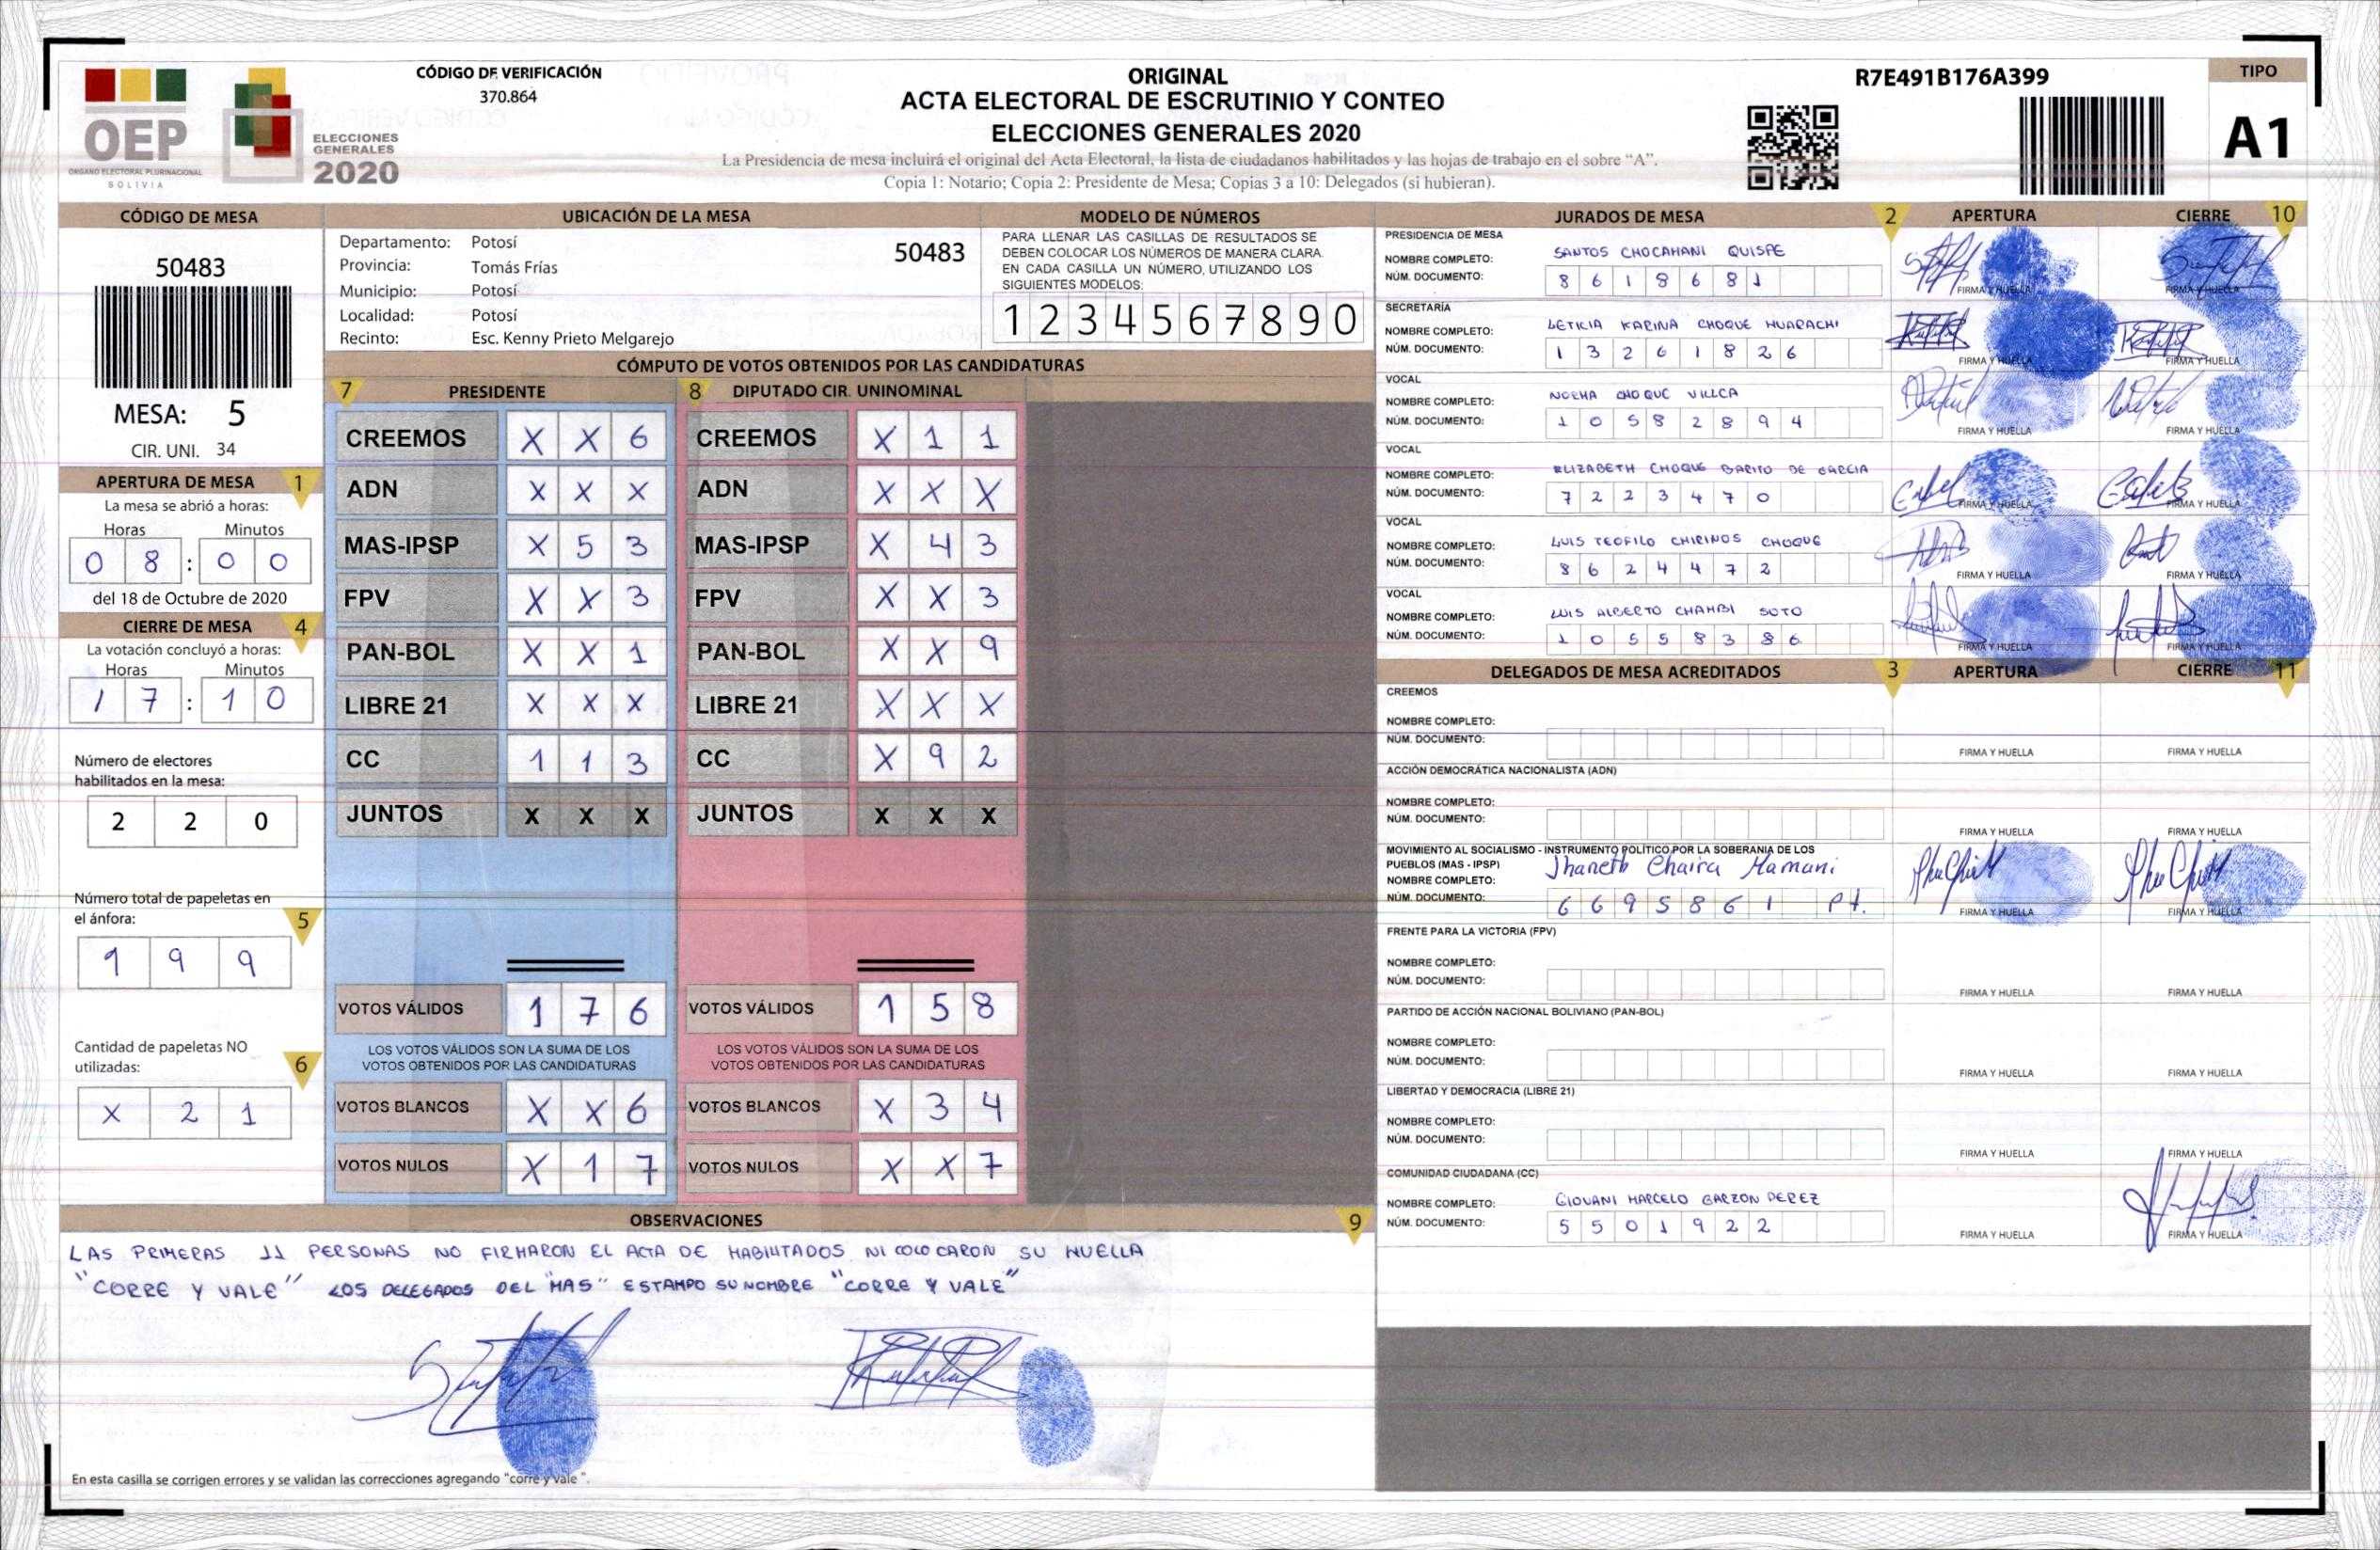 OEP
ÓRGANO ELECTORAL PLURINACIONAL
BOLIVIA
ELECCIONES
GENERALES
2020
CÓDIGO DE VERIFICACIÓN
370.864
ORIGINAL
ACTA ELECTORAL DE ESCRUTINIO Y CONTEO
ELECCIONES GENERALES 2020
La Presidencia de mesa incluirá el original del Acta Electoral, la lista de ciudadanos habilitados y las hojas de trabajo en el sobre “A”.
Copia 1: Notario; Copia 2: Presidente de Mesa; Copias 3 a 10: Delegados (si hubieran).
R7E491B176A399
TIPO
A1
CÓDIGO DE MESA
50483
MESA: 5
CIR. UNI. 34
APERTURA DE MESA 1
La mesa se abrió a horas:
Horas Minutos
0 8 : 0 0
del 18 de Octubre de 2020
CIERRE DE MESA 4
La votación concluyó a horas:
Horas Minutos
1 7 : 1 0
Número de electores
habilitados en la mesa:
2 2 0
Número total de papeletas en
el ánfora: 5
1 9 9
Cantidad de papeletas NO
utilizadas: 6
X 2 1
UBICACIÓN DE LA MESA
Departamento: Potosí
Provincia: Tomás Frías
Municipio: Potosí
Localidad: Potosí
Recinto: Esc. Kenny Prieto Melgarejo
50483
MODELO DE NÚMEROS
PARA LLENAR LAS CASILLAS DE RESULTADOS SE
DEBEN COLOCAR LOS NÚMEROS DE MANERA CLARA.
EN CADA CASILLA UN NÚMERO, UTILIZANDO LOS
SIGUIENTES MODELOS:
1 2 3 4 5 6 7 8 9 0
CÓMPUTO DE VOTOS OBTENIDOS POR LAS CANDIDATURAS
7 PRESIDENTE
CREEMOS X X 6
ADN X X X
MAS-IPSP X 5 3
FPV X X 3
PAN-BOL X X 1
LIBRE 21 X X X
CC 1 1 3
JUNTOS X X X
VOTOS VÁLIDOS 1 7 6
LOS VOTOS VÁLIDOS SON LA SUMA DE LOS
VOTOS OBTENIDOS POR LAS CANDIDATURAS
VOTOS BLANCOS X X 6
VOTOS NULOS X 1 7
8 DIPUTADO CIR. UNINOMINAL
CREEMOS X 1 1
ADN X X X
MAS-IPSP X 4 3
FPV X X 3
PAN-BOL X X 9
LIBRE 21 X X X
CC X 9 2
JUNTOS X X X
VOTOS VÁLIDOS 1 5 8
LOS VOTOS VÁLIDOS SON LA SUMA DE LOS
VOTOS OBTENIDOS POR LAS CANDIDATURAS
VOTOS BLANCOS X 3 4
VOTOS NULOS X X 7
OBSERVACIONES 9
LAS PRIMERAS 11 PERSONAS NO FIRMARON EL ACTA DE HABILITADOS NI COLOCARON SU HUELLA
"CORRE Y VALE" LOS DELEGADOS DEL "MAS" ESTAMPO SU NOMBRE "CORRE Y VALE"
En esta casilla se corrigen errores y se validan las correcciones agregando "corre y vale".
JURADOS DE MESA 2 APERTURA CIERRE 10
PRESIDENCIA DE MESA
NOMBRE COMPLETO: SANTOS CHOCAMANI QUISPE
NÚM. DOCUMENTO: 8 6 1 8 6 8 1
FIRMA Y HUELLA FIRMA Y HUELLA
SECRETARÍA
NOMBRE COMPLETO: LETICIA KARINA CHOQUE HUARACHI
NÚM. DOCUMENTO: 1 3 2 6 1 8 2 6
FIRMA Y HUELLA FIRMA Y HUELLA
VOCAL
NOMBRE COMPLETO: NORMA CHOQUE VILLCA
NÚM. DOCUMENTO: 1 0 5 8 2 8 9 4
FIRMA Y HUELLA FIRMA Y HUELLA
VOCAL
NOMBRE COMPLETO: ELIZABETH CHOQUE BARITO DE GARCIA
NÚM. DOCUMENTO: 7 2 2 3 4 7 0
FIRMA Y HUELLA FIRMA Y HUELLA
VOCAL
NOMBRE COMPLETO: LUIS TEOFILO CHIRINOS CHOQUE
NÚM. DOCUMENTO: 8 6 2 4 4 7 2
FIRMA Y HUELLA FIRMA Y HUELLA
VOCAL
NOMBRE COMPLETO: LUIS ALBERTO CHAMBI SOTO
NÚM. DOCUMENTO: 1 0 5 5 8 3 8 6
FIRMA Y HUELLA FIRMA Y HUELLA
DELEGADOS DE MESA ACREDITADOS 3 APERTURA CIERRE 11
CREEMOS
NOMBRE COMPLETO:
NÚM. DOCUMENTO:
FIRMA Y HUELLA FIRMA Y HUELLA
ACCIÓN DEMOCRÁTICA NACIONALISTA (ADN)
NOMBRE COMPLETO:
NÚM. DOCUMENTO:
FIRMA Y HUELLA FIRMA Y HUELLA
MOVIMIENTO AL SOCIALISMO - INSTRUMENTO POLÍTICO POR LA SOBERANÍA DE LOS
PUEBLOS (MAS - IPSP)
NOMBRE COMPLETO: Jhaneth Chaira Mamani
NÚM. DOCUMENTO: 6 6 9 5 8 6 1 Pt.
FIRMA Y HUELLA FIRMA Y HUELLA
FRENTE PARA LA VICTORIA (FPV)
NOMBRE COMPLETO:
NÚM. DOCUMENTO:
FIRMA Y HUELLA FIRMA Y HUELLA
PARTIDO DE ACCIÓN NACIONAL BOLIVIANO (PAN-BOL)
NOMBRE COMPLETO:
NÚM. DOCUMENTO:
FIRMA Y HUELLA FIRMA Y HUELLA
LIBERTAD Y DEMOCRACIA (LIBRE 21)
NOMBRE COMPLETO:
NÚM. DOCUMENTO:
FIRMA Y HUELLA FIRMA Y HUELLA
COMUNIDAD CIUDADANA (CC)
NOMBRE COMPLETO: GIOVANI MARCELO GARZON PEREZ
NÚM. DOCUMENTO: 5 5 0 1 9 2 2
FIRMA Y HUELLA FIRMA Y HUELLA